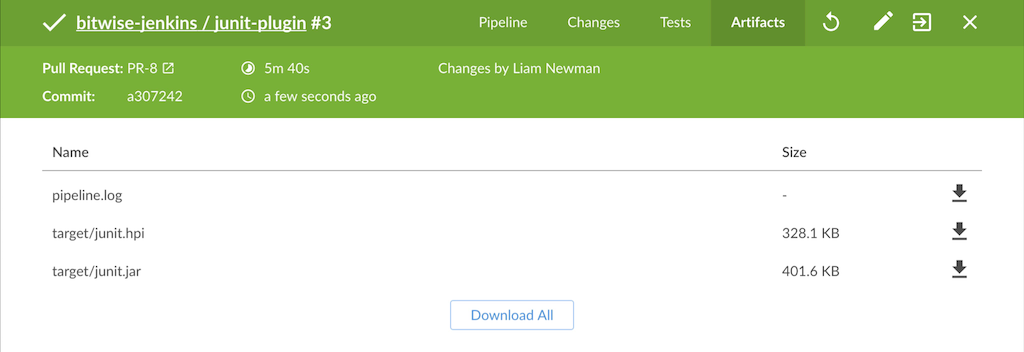 bitwise-jenkins / junit-plugin #3 Pipeline Changes Tests Artifacts
Pull Request: PR-8 5m 40s Changes by Liam Newman
Commit: a307242 a few seconds ago
Name Size
pipeline.log -
target/junit.hpi 328.1 KB
target/junit.jar 401.6 KB
Download All